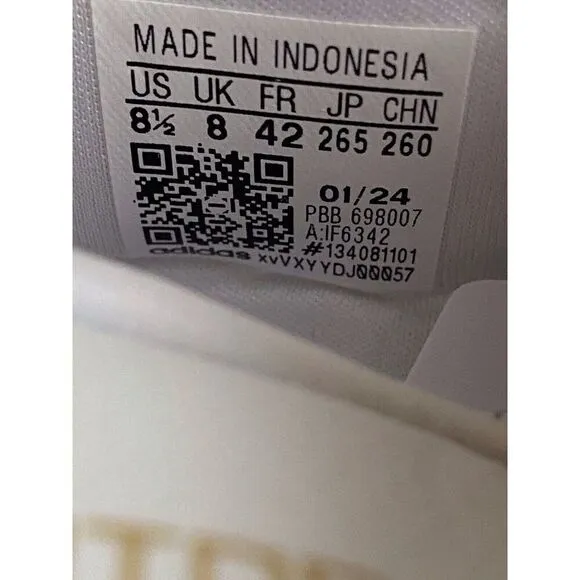 MADE IN INDONESIA
US UK FR JP CHN
8½ 8 42 265 260
01/24
PBB 698007
A:IF6342
#134081101
adidas xvVXYYDJ00057